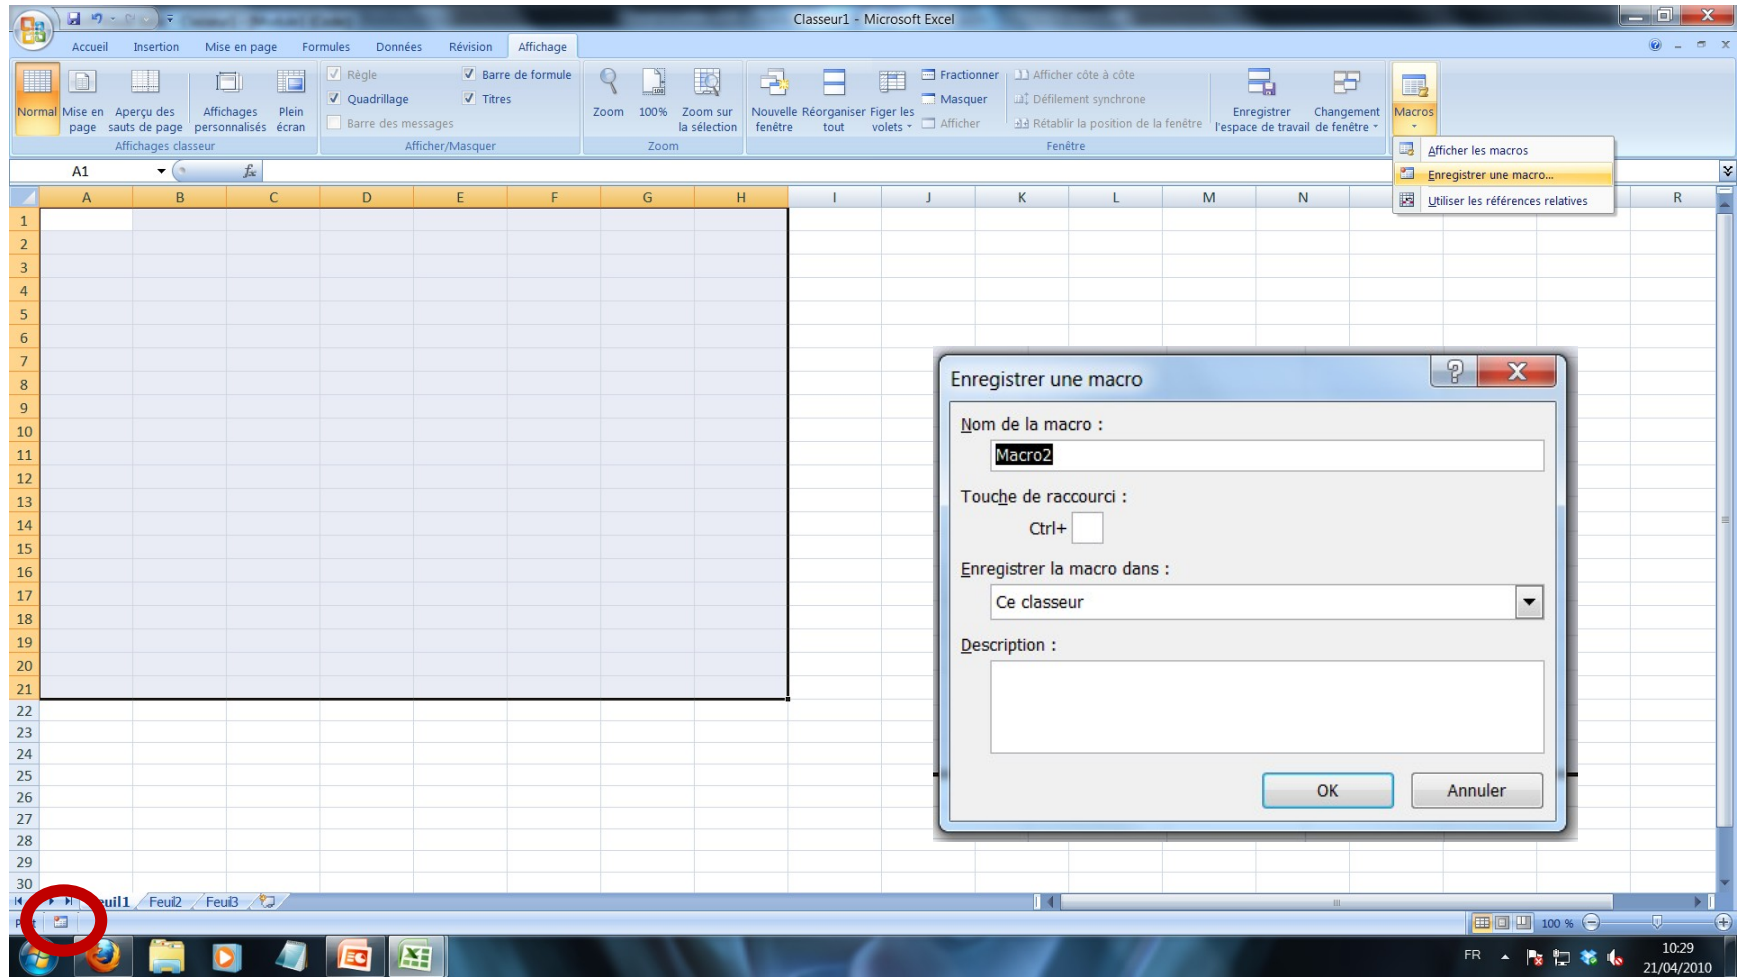 Classeur1 - Microsoft Excel
Accueil Insertion Mise en page Formules Données Révision Affichage
Normal Mise en page Aperçu des sauts de page Affichages personnalisés Plein écran
Affichages classeur
Règle Barre de formule
Quadrillage Titres
Barre des messages
Afficher/Masquer
Zoom 100% Zoom sur la sélection
Zoom
Nouvelle fenêtre Réorganiser tout Figer les volets
Fractionner Afficher côte à côte
Masquer Défilement synchrone
Afficher Rétablir la position de la fenêtre
Enregistrer l'espace de travail Changement de fenêtre
Fenêtre
Macros
Afficher les macros
Enregistrer une macro...
Utiliser les références relatives
A1 fx
A B C D E F G H I J K L M N R
1
2
3
4
5
6
7
8
9
10
11
12
13
14
15
16
17
18
19
20
21
22
23
24
25
26
27
28
29
30
Enregistrer une macro
Nom de la macro :
Macro2
Touche de raccourci :
Ctrl+
Enregistrer la macro dans :
Ce classeur
Description :
OK Annuler
Feuil2 Feuil3
100 %
FR 10:29
21/04/2010